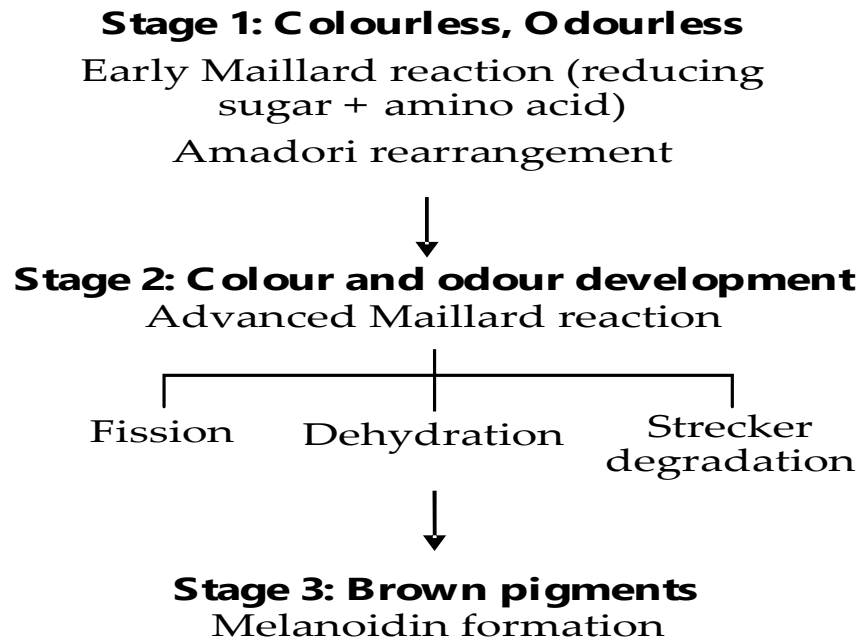 Stage 1: Colourless, Odourless
Early Maillard reaction (reducing
sugar + amino acid)
Amadori rearrangement
Stage 2: Colour and odour development
Advanced Maillard reaction
Fission
Dehydration
Strecker
degradation
Stage 3: Brown pigments
Melanoidin formation